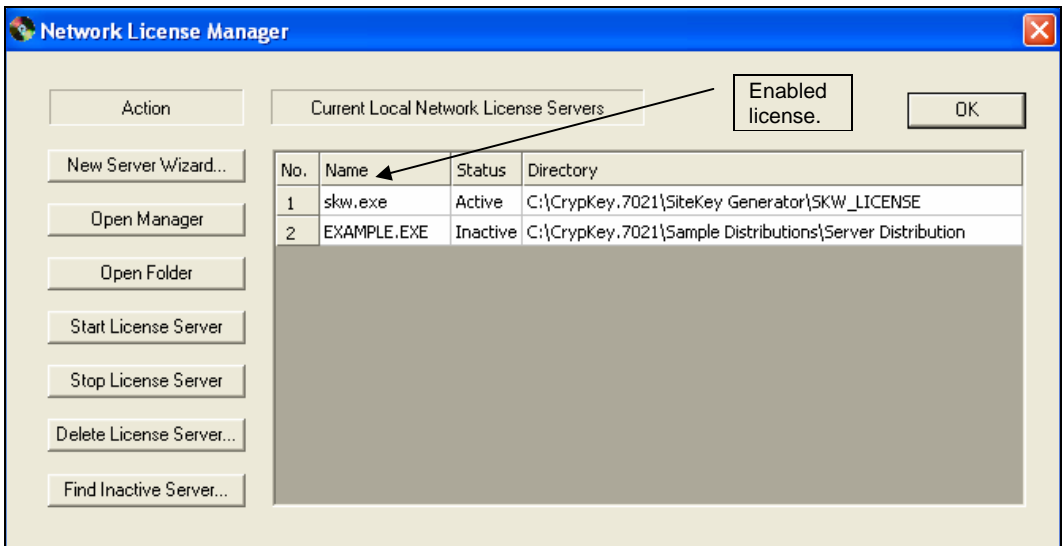 Network License Manager
Action
Current Local Network License Servers
Enabled
license.
OK
New Server Wizard...
Open Manager
Open Folder
Start License Server
Stop License Server
Delete License Server...
Find Inactive Server...
No. Name Status Directory
1 skw.exe Active C:\CrypKey.7021\SiteKey Generator\SKW_LICENSE
2 EXAMPLE.EXE Inactive C:\CrypKey.7021\Sample Distributions\Server Distribution